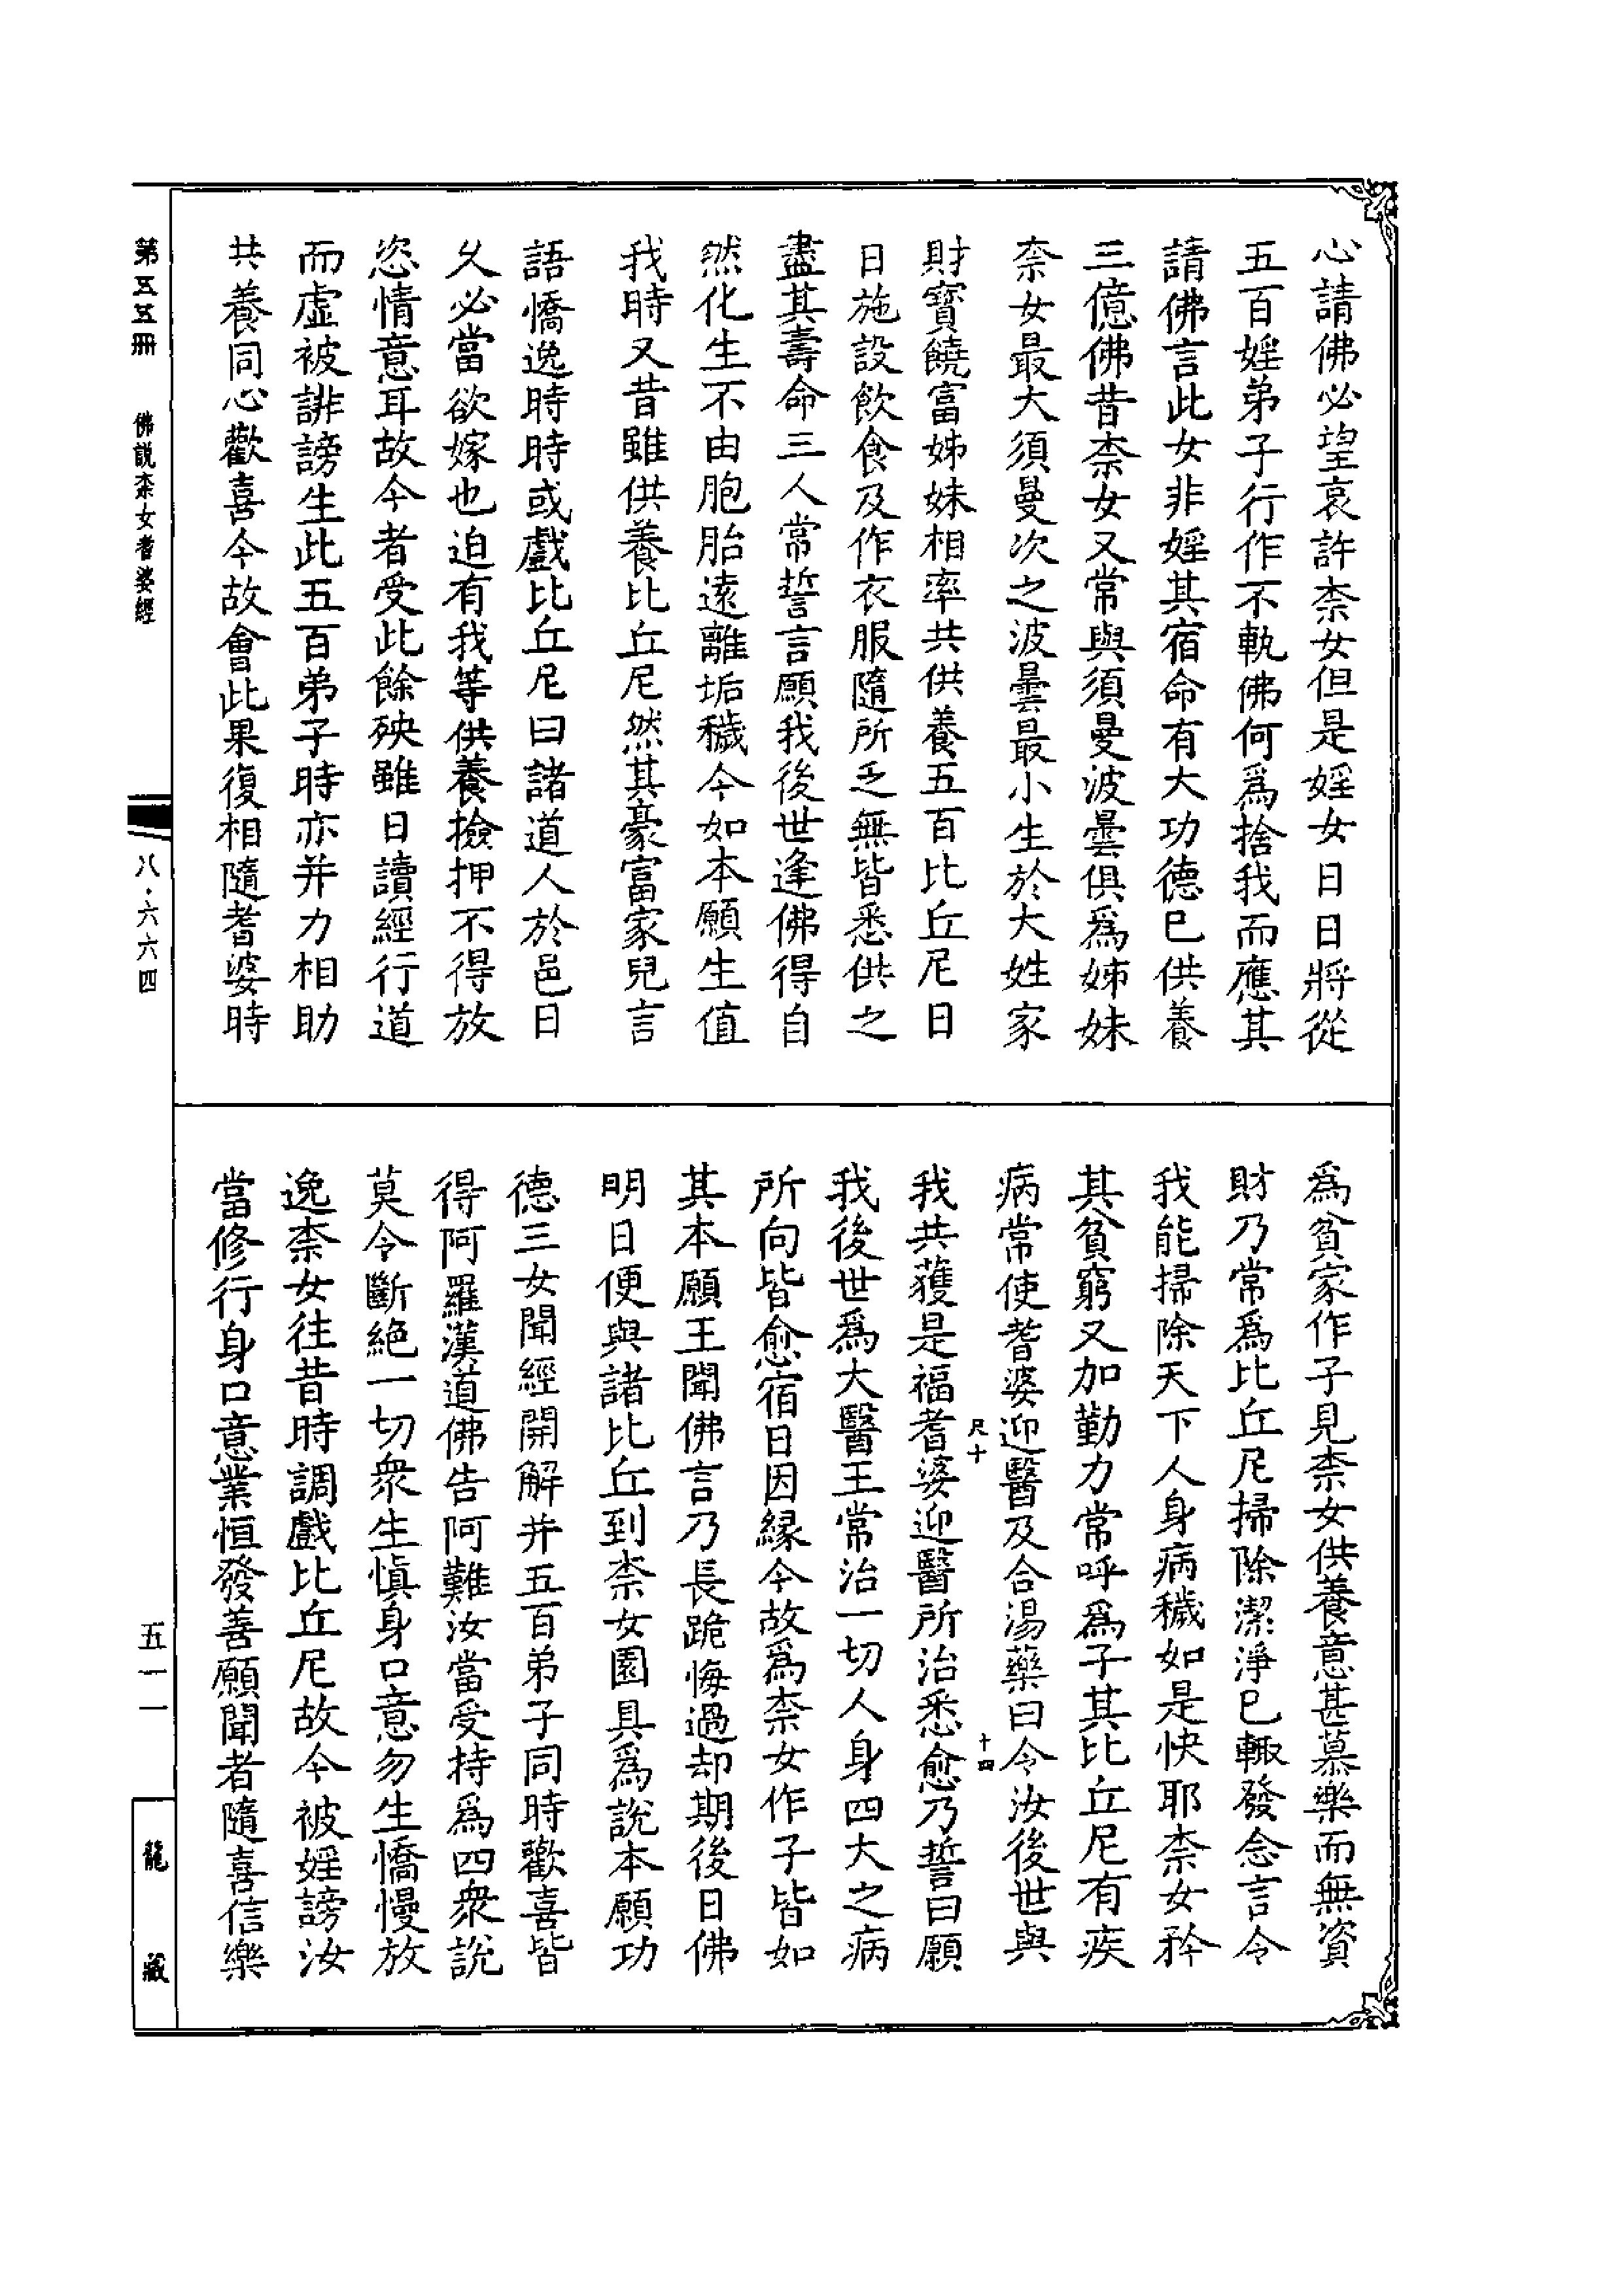 心請佛必望哀許柰女但是婬女日日將從
五百婬弟子行作不軌佛何爲捨我而應其
請佛言此女非婬其宿命有大功德已供養
三億佛昔柰女又常與須曼波曇俱爲姊妹
柰女最大須曼次之波曇最小生於大姓家
財寳饒富姊妹相率共供養五百比丘尼日
日施設飲食及作衣服隨所乏無皆悉供之
盡其壽命三人常誓言願我後世逢佛得自
然化生不由胞胎遠離垢穢今如本願生值
我時又昔雖供養比丘尼然其豪富家兒言
語憍逸時時或戲比丘尼曰諸道人於邑日
久必當欲嫁也迫有我等供養撿押不得放
恣情意耳故今者受此餘殃雖日讀經行道
而虛被誹謗生此五百弟子時亦并力相助
共養同心歡喜今故會此果復相隨耆婆時
爲貧家作子見柰女供養意甚慕樂而無資
財乃常爲比丘尼掃除潔淨已輙發念言令
我能掃除天下人身病穢如是快耶柰女矜
其貧窮又加勤力常呼爲子其比丘尼有疾
病常使耆婆迎醫及合湯藥曰令汝後世與
我共獲是福耆婆迎醫所治悉愈乃誓曰願
我後世爲大醫王常治一切人身四大之病
所向皆愈宿日因緣今故爲柰女作子皆如
其本願王聞佛言乃長跪悔過却期後日佛
明日便與諸比丘到柰女園具爲說本願功
德三女聞經開解并五百弟子同時歡喜皆
得阿羅漢道佛告阿難汝當受持爲四衆說
莫令斷絶一切衆生愼身口意勿生憍慢放
逸柰女往昔時調戲比丘尼故今被婬謗汝
當修行身口意業恒發善願聞者隨喜信樂
尺十
十四
第五五冊
佛説柰女耆婆經
八·六六四
五一一
龍藏